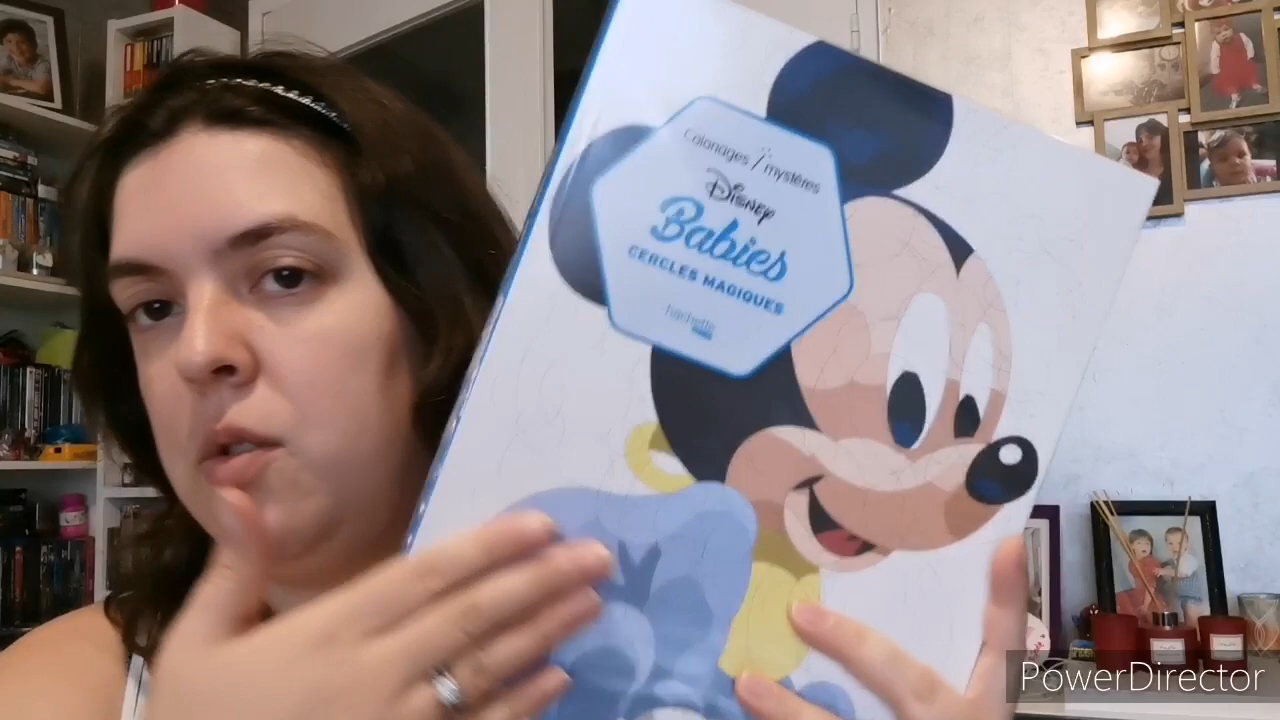 Coloriages mystères
Disney
Babies
CERCLES MAGIQUES
hachette
PowerDirector